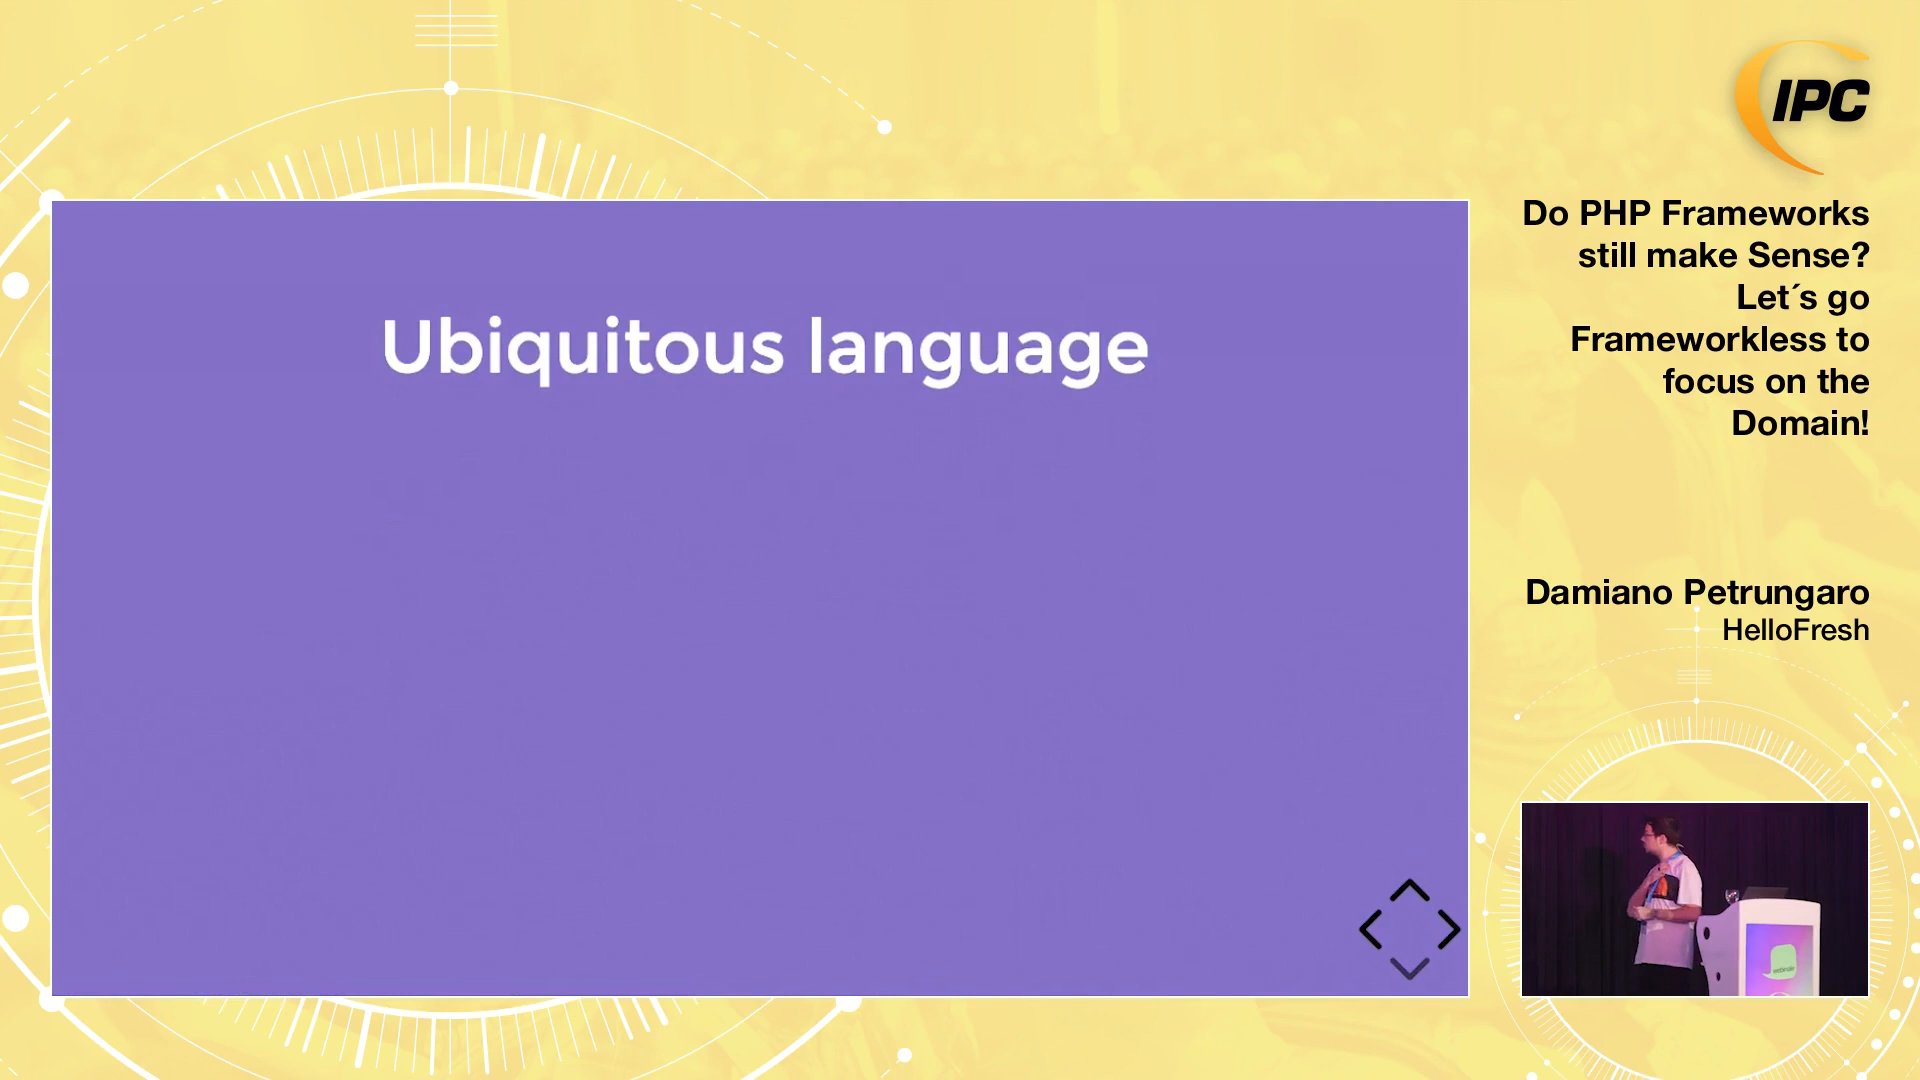 IPC
Do PHP Frameworks
still make Sense?
Let´s go
Frameworkless to
focus on the
Domain!
Ubiquitous language
Damiano Petrungaro
HelloFresh